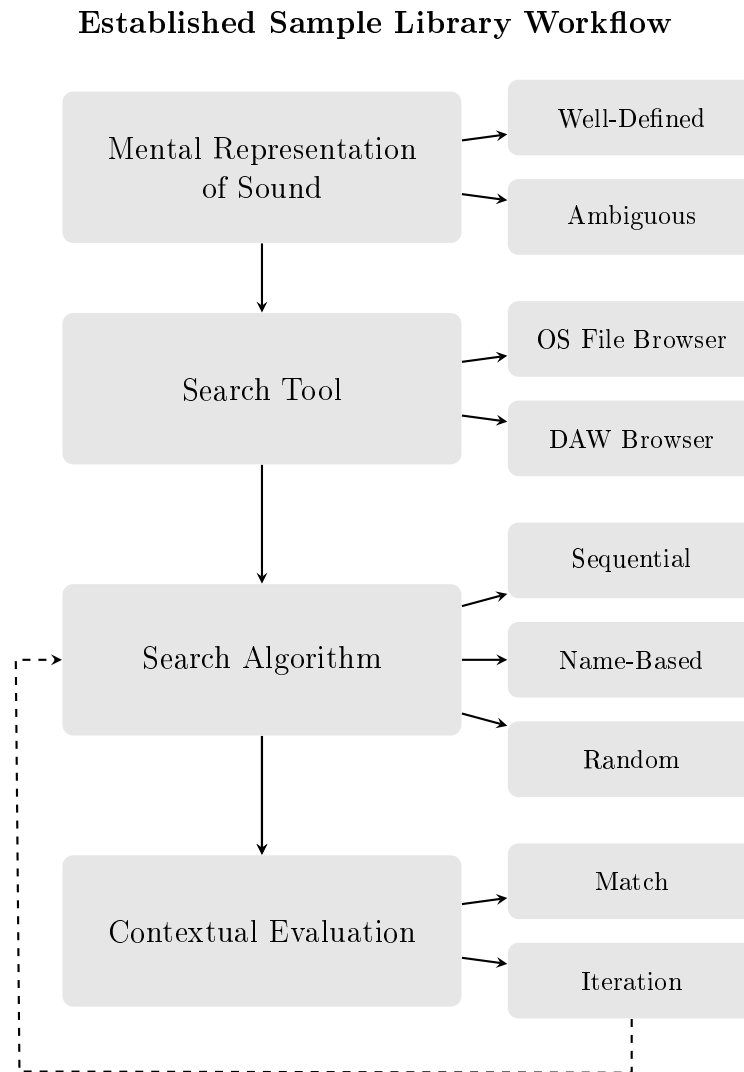 Established Sample Library Workflow
Mental Representation
of Sound
Well-Defined
Ambiguous
Search Tool
OS File Browser
DAW Browser
Search Algorithm
Sequential
Name-Based
Random
Contextual Evaluation
Match
Iteration